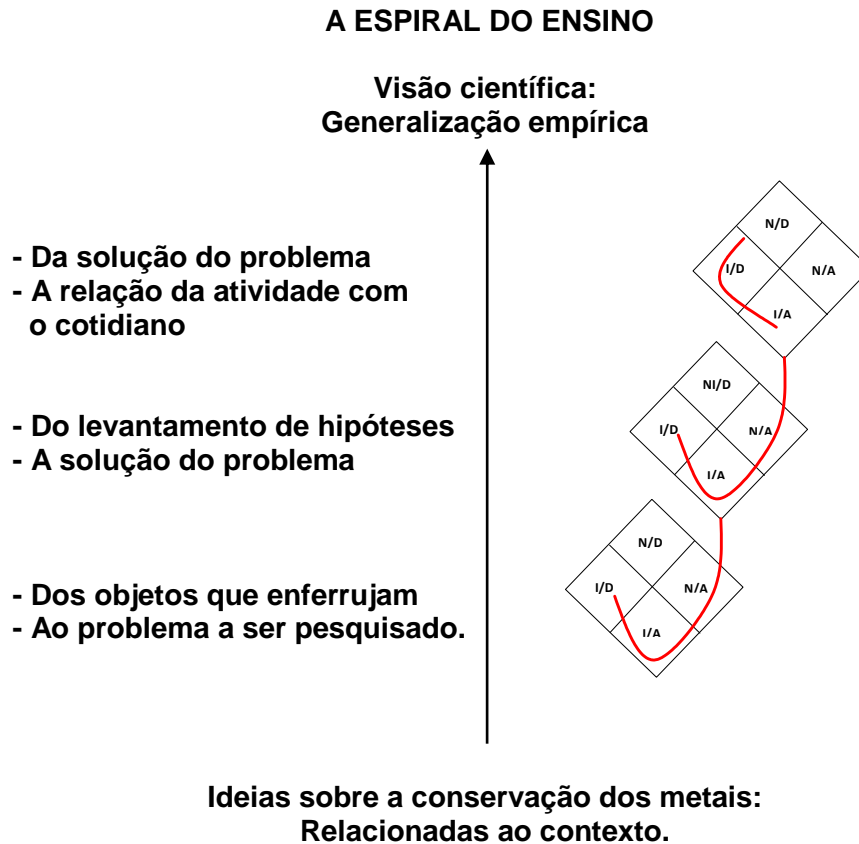 A ESPIRAL DO ENSINO
Visão científica:
Generalização empírica
- Da solução do problema
- A relação da atividade com
o cotidiano
N/D
I/D
N/A
I/A
- Do levantamento de hipóteses
- A solução do problema
NI/D
I/D
N/A
I/A
- Dos objetos que enferrujam
- Ao problema a ser pesquisado.
N/D
I/D
N/A
I/A
Ideias sobre a conservação dos metais:
Relacionadas ao contexto.